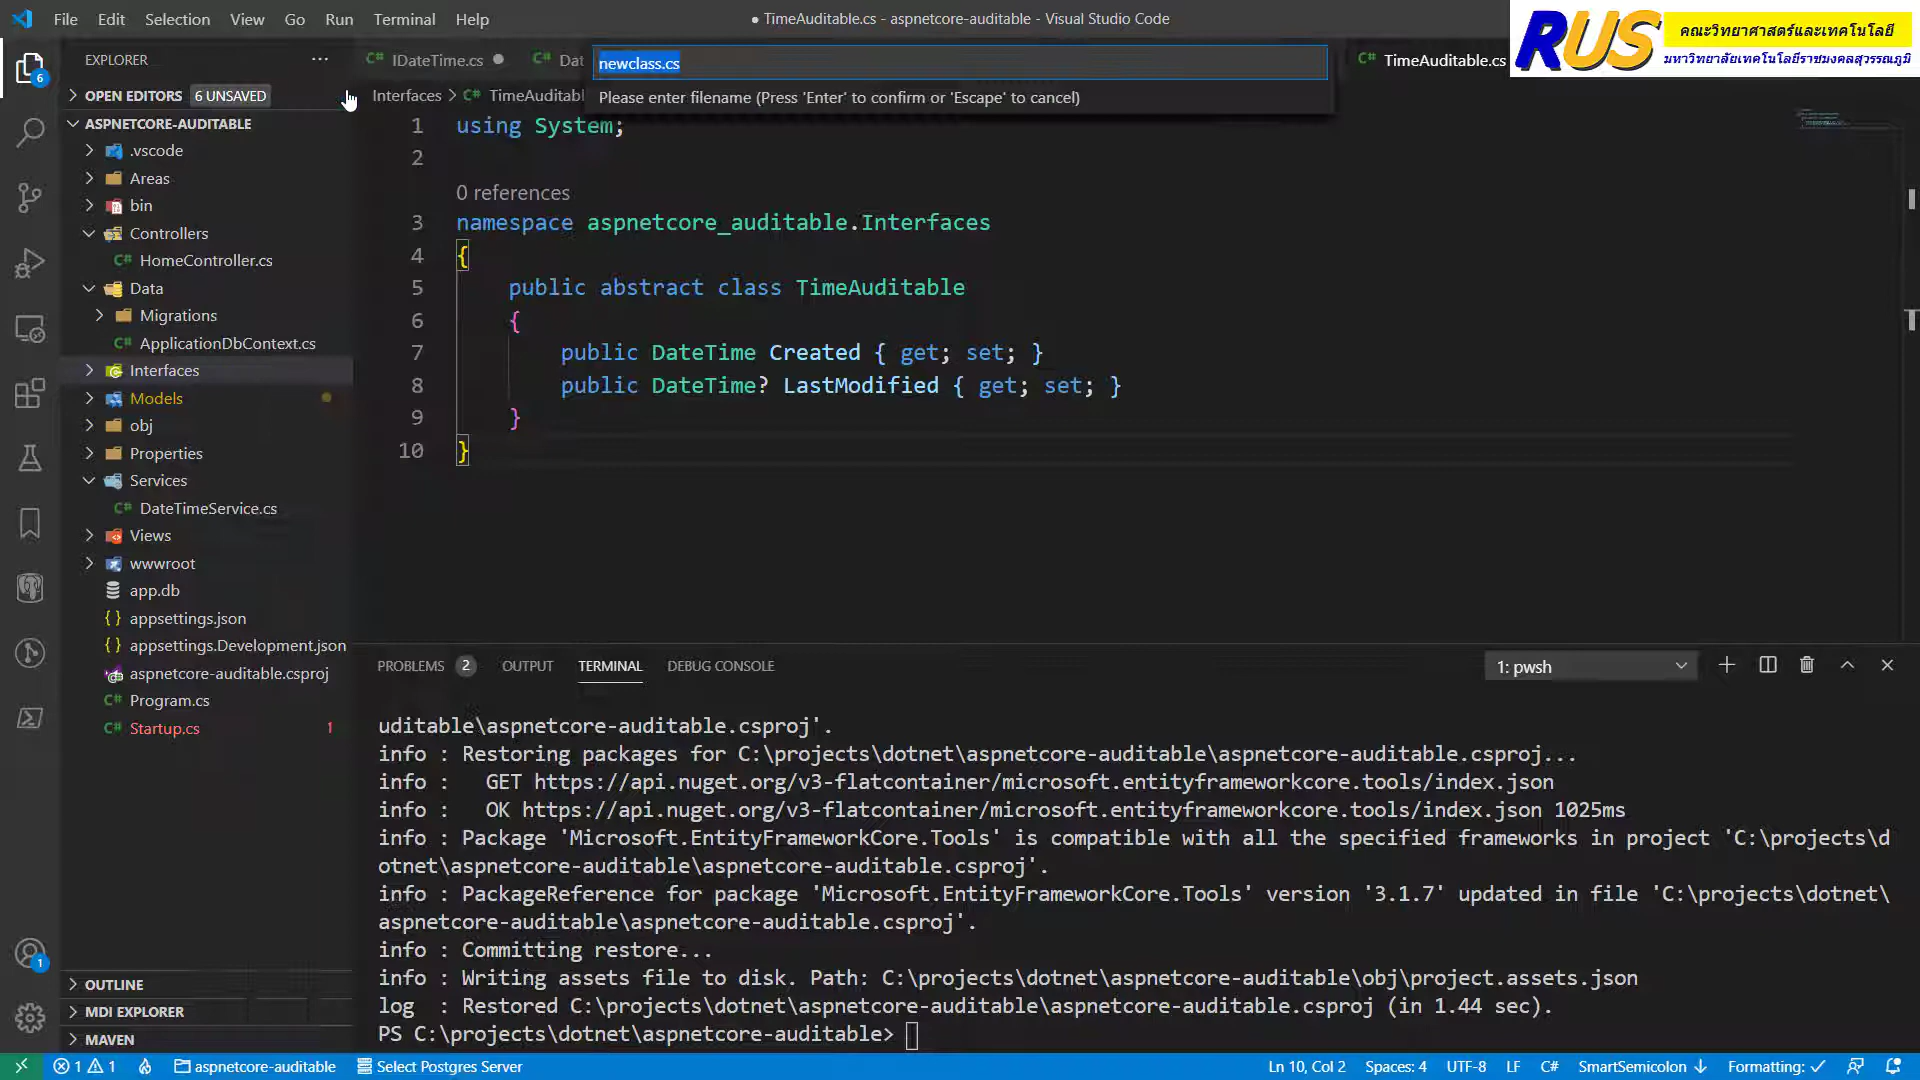 File Edit Selection View Go Run Terminal Help
● TimeAuditable.cs - aspnetcore-auditable - Visual Studio Code
RUS
คณะวิทยาศาสตร์และเทคโนโลยี
มหาวิทยาลัยเทคโนโลยีราชมงคลสุวรรณภูมิ
EXPLORER
6
IDateTime.cs
Dat
newclass.cs
TimeAuditable.cs
Please enter filename (Press 'Enter' to confirm or 'Escape' to cancel)
OPEN EDITORS 6 UNSAVED
Interfaces > TimeAuditabl
ASPNETCORE-AUDITABLE
.vscode
Areas
bin
Controllers
HomeController.cs
Data
Migrations
ApplicationDbContext.cs
Interfaces
Models
obj
Properties
Services
DateTimeService.cs
Views
wwwroot
app.db
appsettings.json
appsettings.Development.json
aspnetcore-auditable.csproj
Program.cs
Startup.cs 1
OUTLINE
MDI EXPLORER
MAVEN
1
1 using System;
2
0 references
3 namespace aspnetcore_auditable.Interfaces
4 {
5 public abstract class TimeAuditable
6 {
7 public DateTime Created { get; set; }
8 public DateTime? LastModified { get; set; }
9 }
10 }
PROBLEMS 2 OUTPUT TERMINAL DEBUG CONSOLE
1: pwsh
uditable\aspnetcore-auditable.csproj'.
info : Restoring packages for C:\projects\dotnet\aspnetcore-auditable\aspnetcore-auditable.csproj...
info :   GET https://api.nuget.org/v3-flatcontainer/microsoft.entityframeworkcore.tools/index.json
info :   OK https://api.nuget.org/v3-flatcontainer/microsoft.entityframeworkcore.tools/index.json 1025ms
info : Package 'Microsoft.EntityFrameworkCore.Tools' is compatible with all the specified frameworks in project 'C:\projects\d
otnet\aspnetcore-auditable\aspnetcore-auditable.csproj'.
info : PackageReference for package 'Microsoft.EntityFrameworkCore.Tools' version '3.1.7' updated in file 'C:\projects\dotnet\
aspnetcore-auditable\aspnetcore-auditable.csproj'.
info : Committing restore...
info : Writing assets file to disk. Path: C:\projects\dotnet\aspnetcore-auditable\obj\project.assets.json
log  : Restored C:\projects\dotnet\aspnetcore-auditable\aspnetcore-auditable.csproj (in 1.44 sec).
PS C:\projects\dotnet\aspnetcore-auditable>
1 1 aspnetcore-auditable Select Postgres Server
Ln 10, Col 2 Spaces: 4 UTF-8 LF C# SmartSemicolon ↓ Formatting: ✓